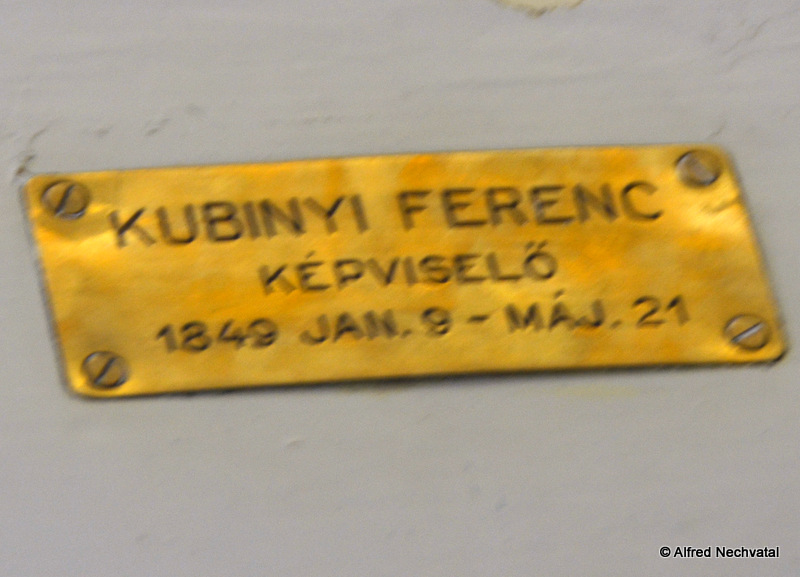 KUBINYI FERENC
KÉPVISELŐ
1849 JAN. 9 - MÁJ. 21
© Alfred Nechvatal